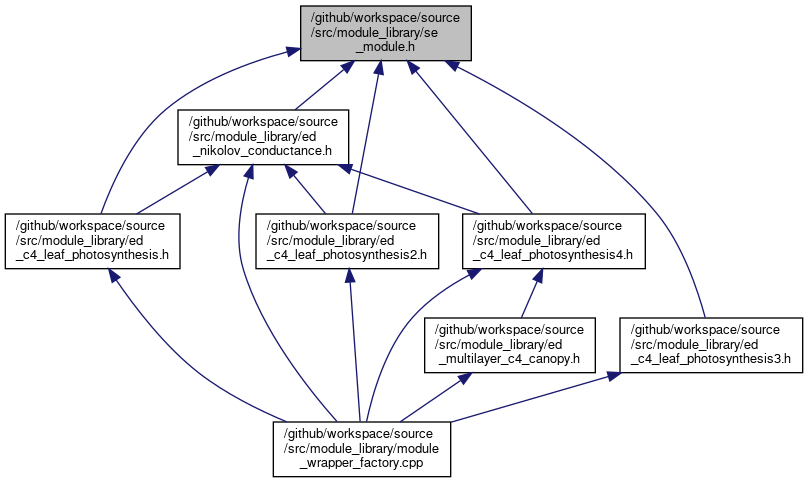 /github/workspace/source
/src/module_library/se
_module.h
/github/workspace/source
/src/module_library/ed
_nikolov_conductance.h
/github/workspace/source
/src/module_library/ed
_c4_leaf_photosynthesis.h
/github/workspace/source
/src/module_library/ed
_c4_leaf_photosynthesis2.h
/github/workspace/source
/src/module_library/ed
_c4_leaf_photosynthesis4.h
/github/workspace/source
/src/module_library/ed
_multilayer_c4_canopy.h
/github/workspace/source
/src/module_library/ed
_c4_leaf_photosynthesis3.h
/github/workspace/source
/src/module_library/module
_wrapper_factory.cpp